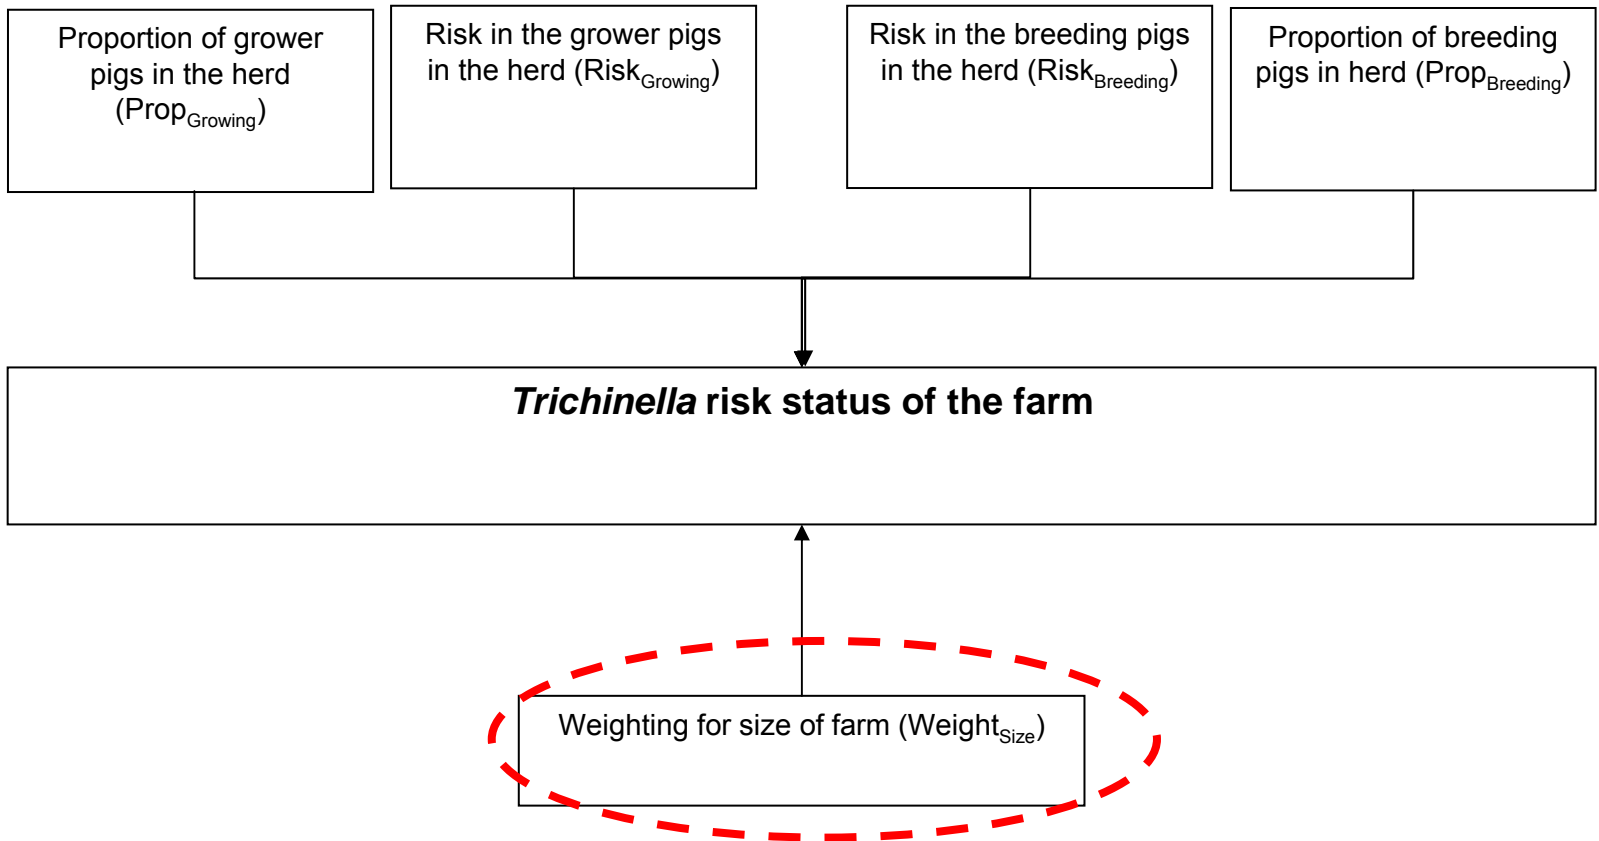 Proportion of grower
pigs in the herd
(PropGrowing)
Risk in the grower pigs
in the herd (RiskGrowing)
Risk in the breeding pigs
in the herd (RiskBreeding)
Proportion of breeding
pigs in herd (PropBreeding)
Trichinella risk status of the farm
Weighting for size of farm (WeightSize)